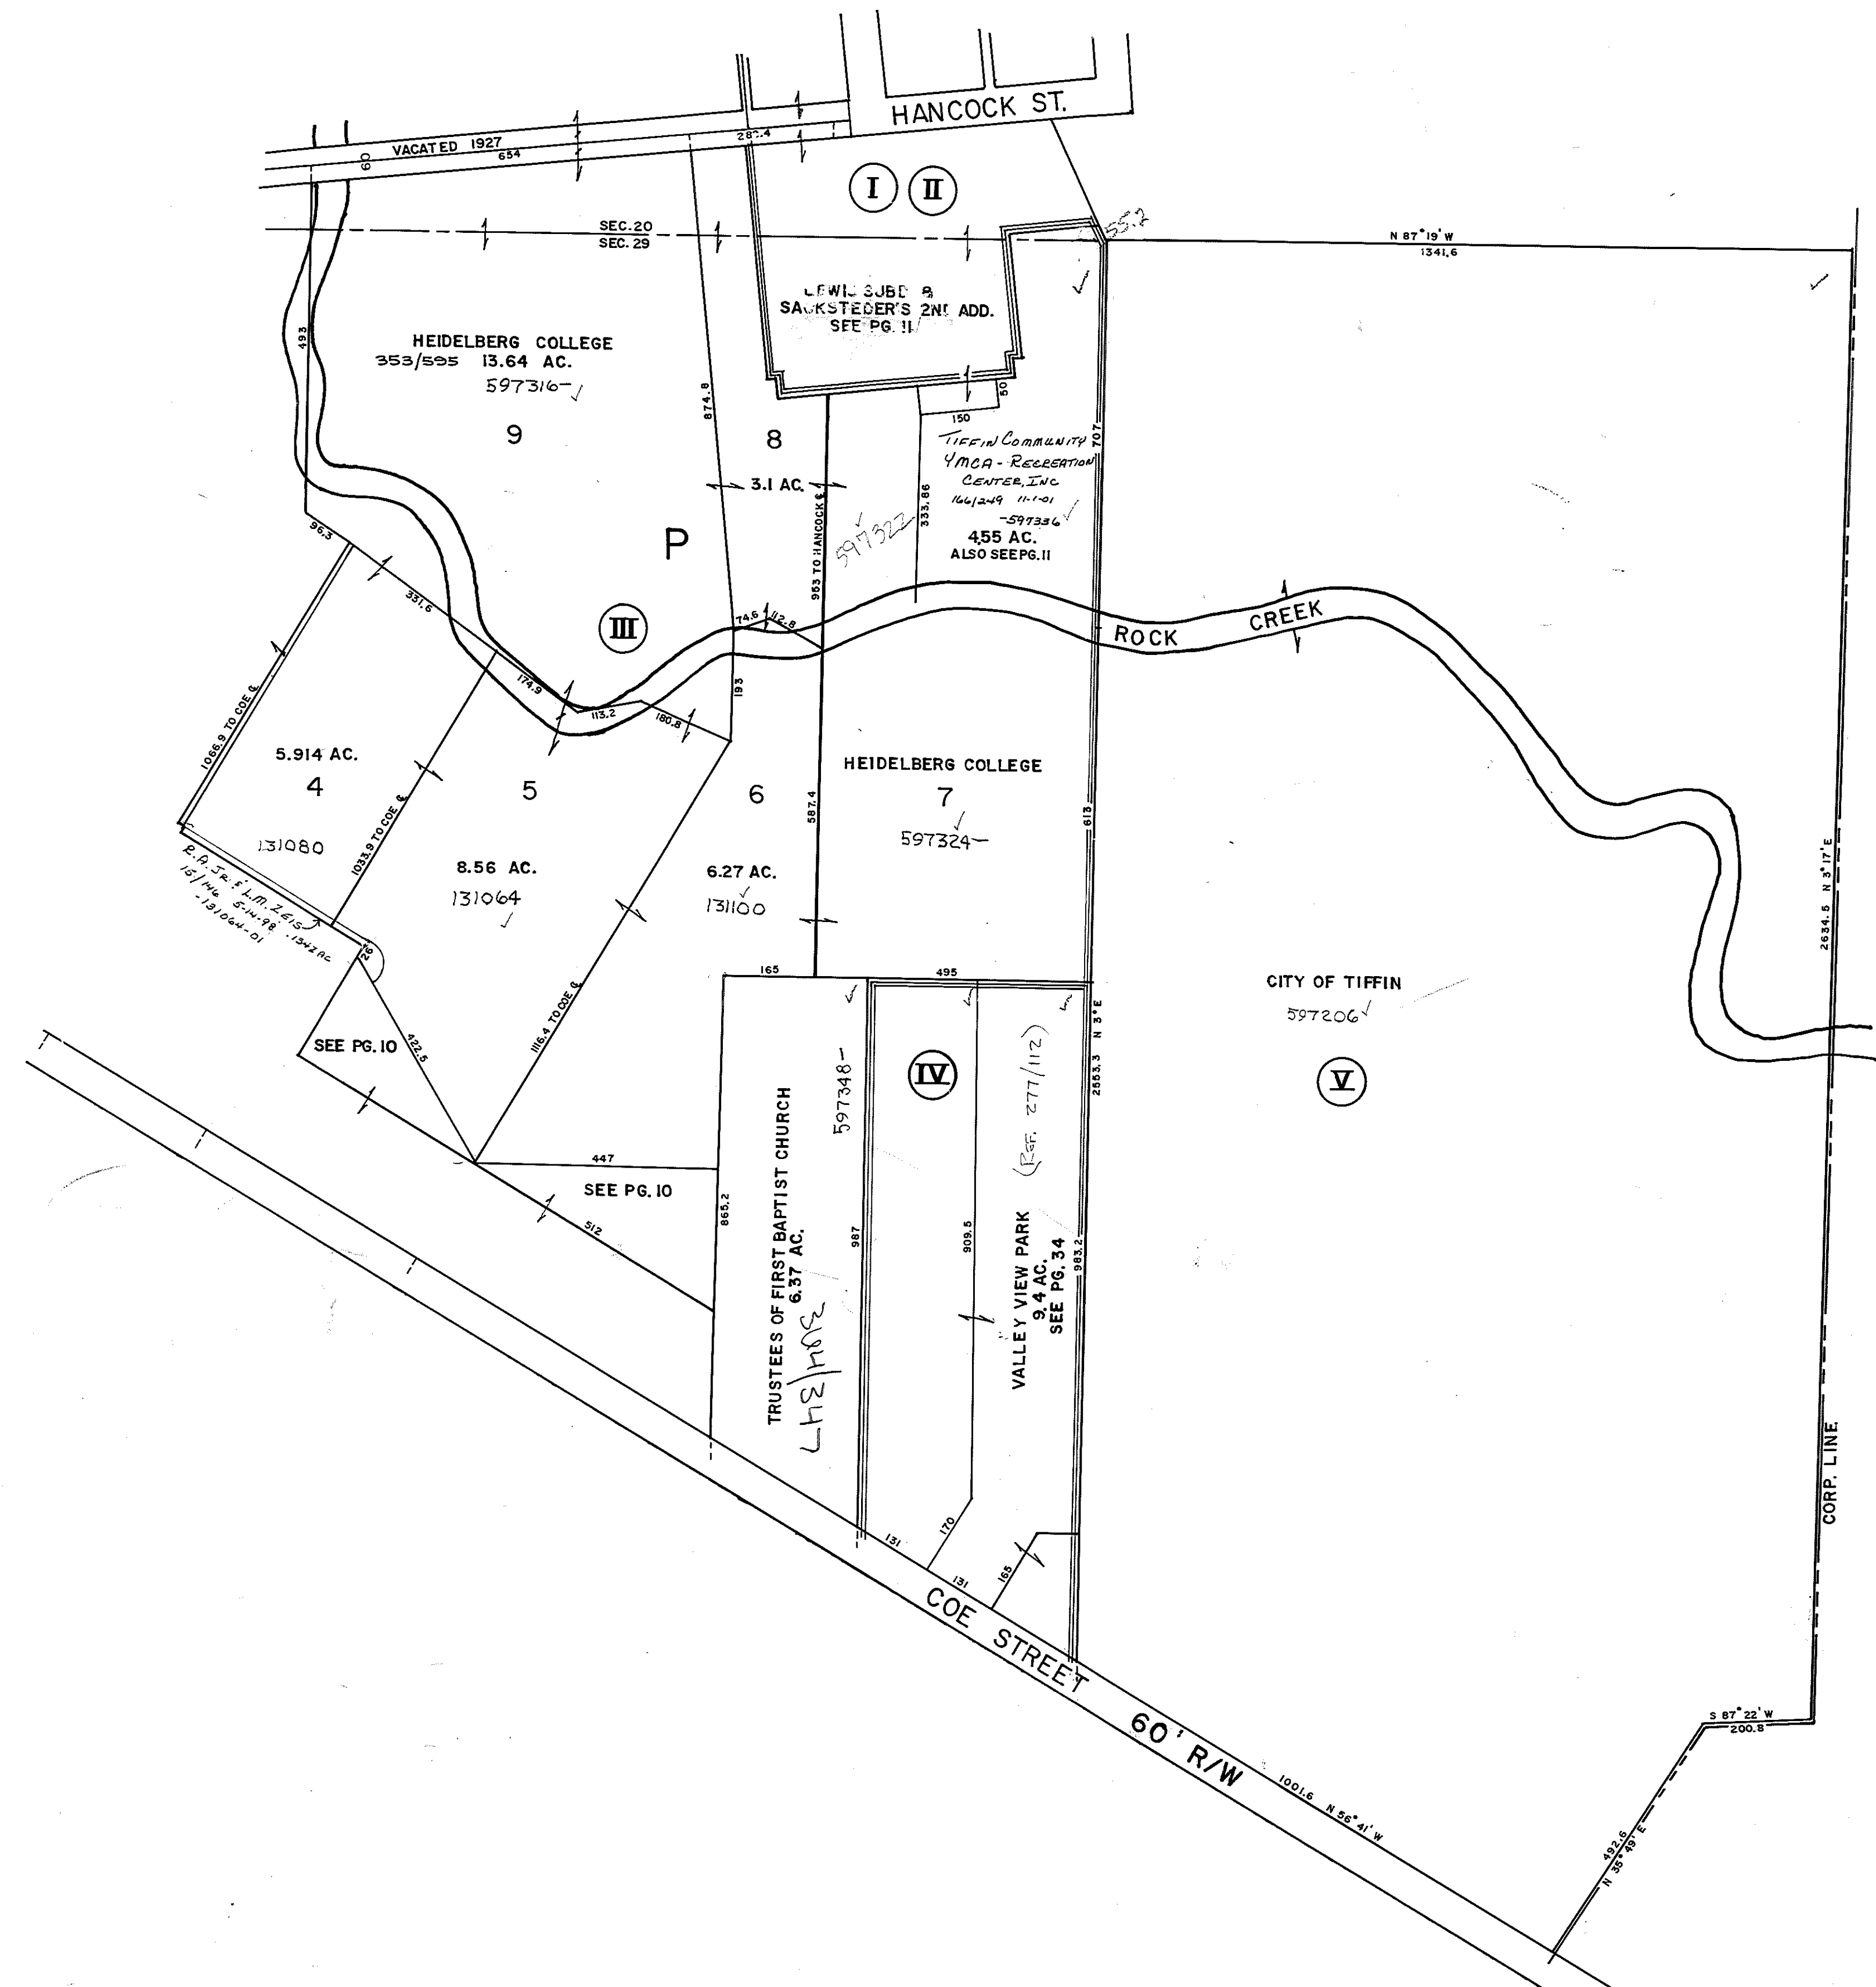 HANCOCK ST.
VACATED 1927
60
654
I
II
SEC. 20
SEC. 29
55.2
N 87° 19' W
1341.6
SUBD. &
SACKSTEDER'S 2ND ADD.
SEE PG. 11
493
HEIDELBERG COLLEGE
353/595 13.64 AC.
597316-
9
874.8
8
3.1 AC.
953 TO HANCOCK ℄
597322
150
50
707
TIFFIN COMMUNITY
YMCA - RECREATION
CENTER, INC
166/249 11-1-01
-597336
4.55 AC.
ALSO SEE PG. 11
333.86
P
96.3
331.6
III
74.6
112.8
ROCK CREEK
174.9
113.2
180.8
193
1066.9 TO COE ℄
5.914 AC.
4
131080
1033.9 TO COE ℄
5
8.56 AC.
131064
6
6.27 AC.
131100
587.4
HEIDELBERG COLLEGE
7
597324-
613
R.A. JR. & L.M. ZEIS
15/146 5-14-98 .1342 AC
-131064-01
26
422.5
SEE PG. 10
1116.4 TO COE ℄
165
495
447
SEE PG. 10
512
865.2
TRUSTEES OF FIRST BAPTIST CHURCH
6.37 AC.
597348-
987
IV
909.5
VALLEY VIEW PARK
9.4 AC.
SEE PG. 34
(REF. 277/112)
2553.3 N 3° E
983.2
CITY OF TIFFIN
597206
V
2634.5 N 3° 17' E
CORP. LINE
131
170
131
165
COE STREET 60' R/W
1001.6 N 56° 41' W
S 87° 22' W
200.8
492.6
N 35° 49' E